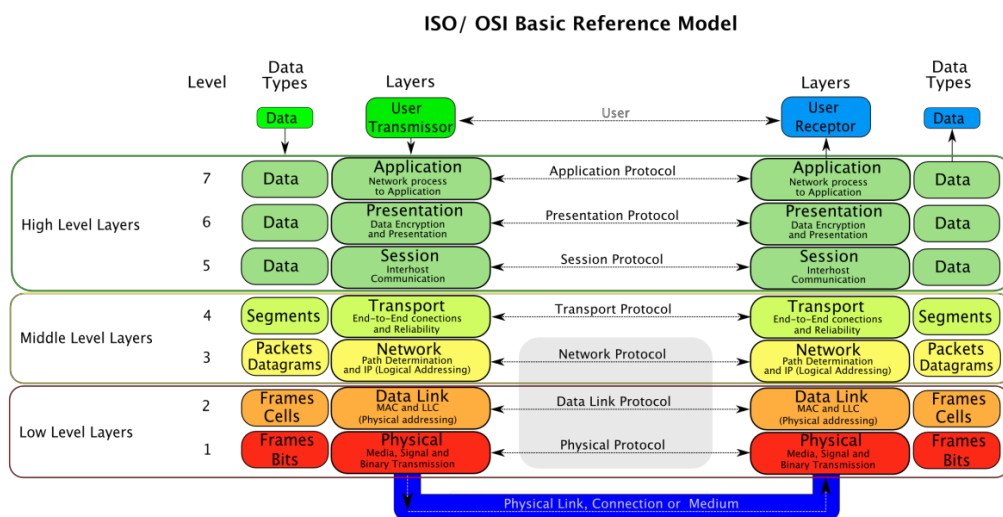 ISO/ OSI Basic Reference Model
Level
Data
Types
Layers
Layers
Data
Types
Data
User
Transmissor
User
User
Receptor
Data
High Level Layers
7
Data
Application
Network process
to Application
Application Protocol
Application
Network process
to Application
Data
6
Data
Presentation
Data Encryption
and Presentation
Presentation Protocol
Presentation
Data Encryption
and Presentation
Data
5
Data
Session
Interhost
Communication
Session Protocol
Session
Interhost
Communication
Data
Middle Level Layers
4
Segments
Transport
End-to-End conections
and Reliability
Transport Protocol
Transport
End-to-End conections
and Reliability
Segments
3
Packets
Datagrams
Network
Path Determination
and IP (Logical Addressing)
Network Protocol
Network
Path Determination
and IP (Logical Addressing)
Packets
Datagrams
Low Level Layers
2
Frames
Cells
Data Link
MAC and LLC
(Physical addressing)
Data Link Protocol
Data Link
MAC and LLC
(Physical addressing)
Frames
Cells
1
Frames
Bits
Physical
Media, Signal and
Binary Transmission
Physical Protocol
Physical
Media, Signal and
Binary Transmission
Frames
Bits
Physical Link, Connection or Medium